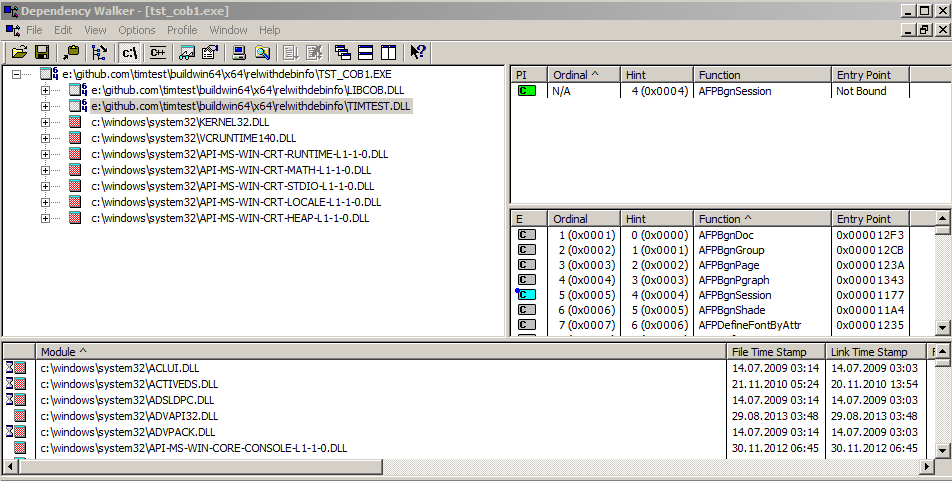 Dependency Walker - [tst_cob1.exe]
File Edit View Options Profile Window Help
c:\ C++
e:\github.com\timtest\buildwin64\x64\relwithdebinfo\TST_COB1.EXE
e:\github.com\timtest\buildwin64\x64\relwithdebinfo\LIBCOB.DLL
e:\github.com\timtest\buildwin64\x64\relwithdebinfo\TIMTEST.DLL
c:\windows\system32\KERNEL32.DLL
c:\windows\system32\VCRUNTIME140.DLL
c:\windows\system32\API-MS-WIN-CRT-RUNTIME-L1-1-0.DLL
c:\windows\system32\API-MS-WIN-CRT-MATH-L1-1-0.DLL
c:\windows\system32\API-MS-WIN-CRT-STDIO-L1-1-0.DLL
c:\windows\system32\API-MS-WIN-CRT-LOCALE-L1-1-0.DLL
c:\windows\system32\API-MS-WIN-CRT-HEAP-L1-1-0.DLL
PI Ordinal ^ Hint Function Entry Point
C N/A 4 (0x0004) AFPBgnSession Not Bound
E Ordinal Hint Function ^ Entry Point
C 1 (0x0001) 0 (0x0000) AFPBgnDoc 0x000012F3
C 2 (0x0002) 1 (0x0001) AFPBgnGroup 0x000012CB
C 3 (0x0003) 2 (0x0002) AFPBgnPage 0x0000123A
C 4 (0x0004) 3 (0x0003) AFPBgnPgraph 0x00001343
C 5 (0x0005) 4 (0x0004) AFPBgnSession 0x00001177
C 6 (0x0006) 5 (0x0005) AFPBgnShade 0x000011A4
C 7 (0x0007) 6 (0x0006) AFPDefineFontByAttr 0x00001235
Module ^ File Time Stamp Link Time Stamp F
c:\windows\system32\ACLUI.DLL 14.07.2009 03:14 14.07.2009 03:03
c:\windows\system32\ACTIVEDS.DLL 21.11.2010 05:24 20.11.2010 13:54
c:\windows\system32\ADSLDPC.DLL 14.07.2009 03:14 14.07.2009 03:03
c:\windows\system32\ADVAPI32.DLL 29.08.2013 03:48 29.08.2013 03:48
c:\windows\system32\ADVPACK.DLL 14.07.2009 03:14 14.07.2009 03:03
c:\windows\system32\API-MS-WIN-CORE-CONSOLE-L1-1-0.DLL 30.11.2012 06:45 30.11.2012 06:45